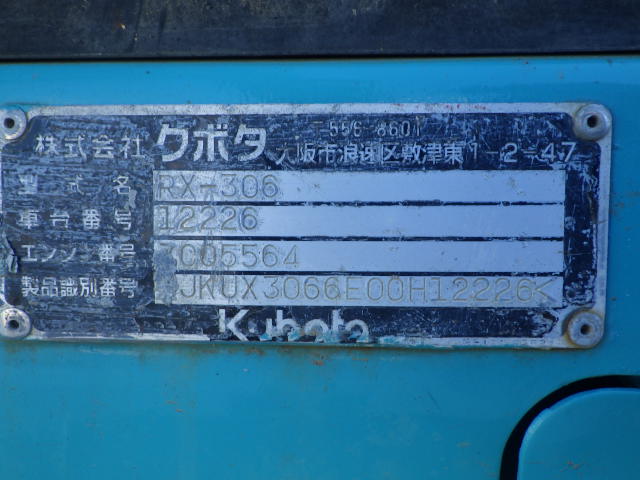 株式会社 クボタ 〒556-8601
大阪市浪速区敷津東1-2-47
型式名 RX-306
車台番号 12226
エンジン番号 C05564
製品識別番号 JKUX3066E00H12226<
Kubota